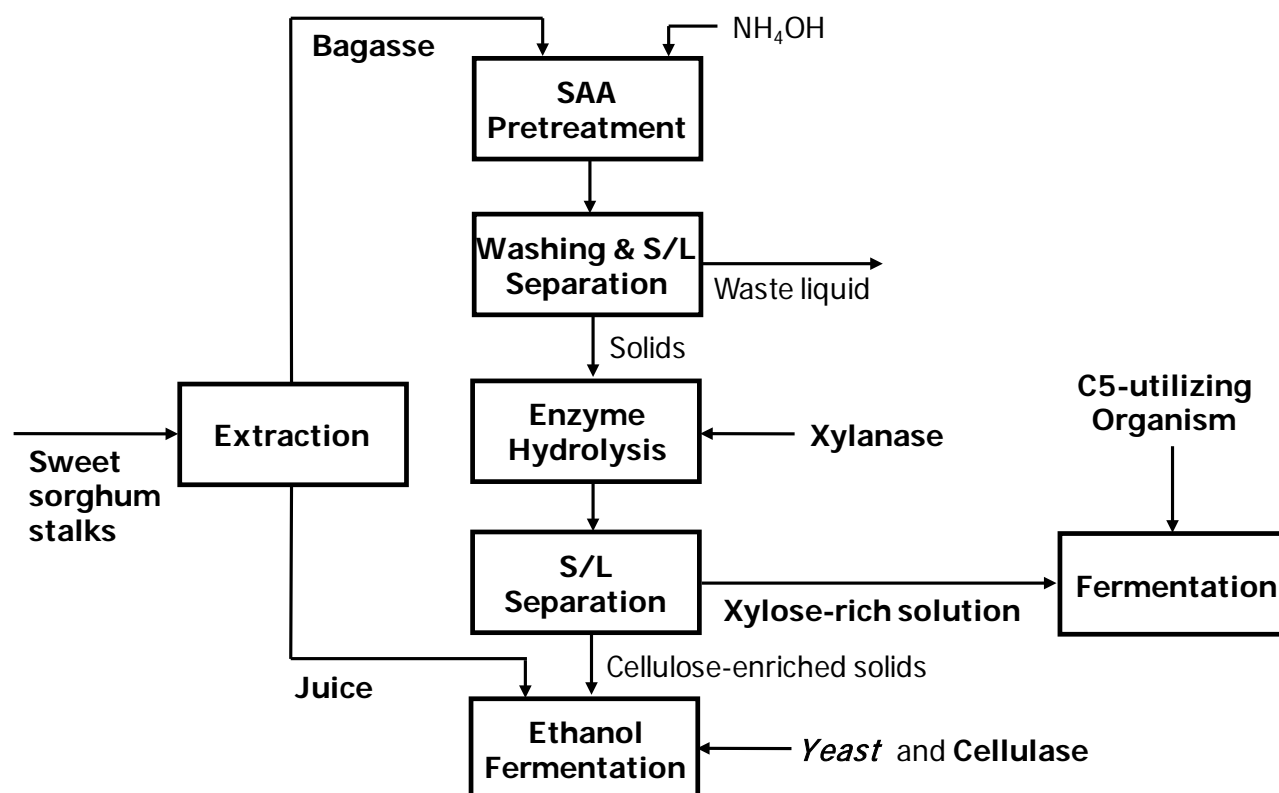 Bagasse
NH₄OH
SAA
Pretreatment
Washing & S/L
Separation
Waste liquid
Solids
Enzyme
Hydrolysis
Xylanase
C5-utilizing
Organism
Extraction
Sweet
sorghum
stalks
S/L
Separation
Xylose-rich solution
Fermentation
Cellulose-enriched solids
Juice
Ethanol
Fermentation
Yeast and Cellulase